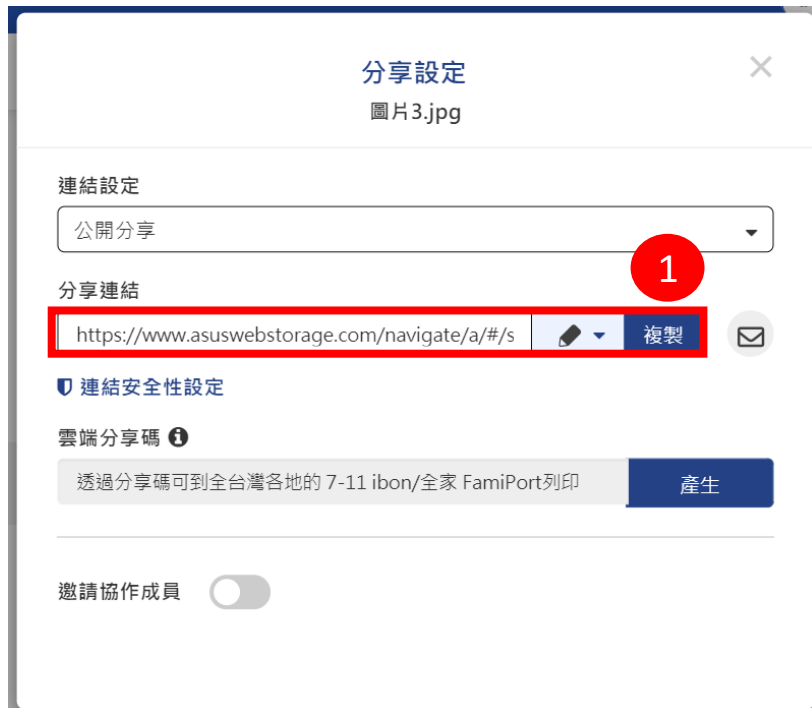 分享設定
圖片3.jpg
連結設定
公開分享
1
分享連結
https://www.asuswebstorage.com/navigate/a/#/s 複製
連結安全性設定
雲端分享碼
透過分享碼可到全台灣各地的 7-11 ibon/全家 FamiPort列印 產生
邀請協作成員